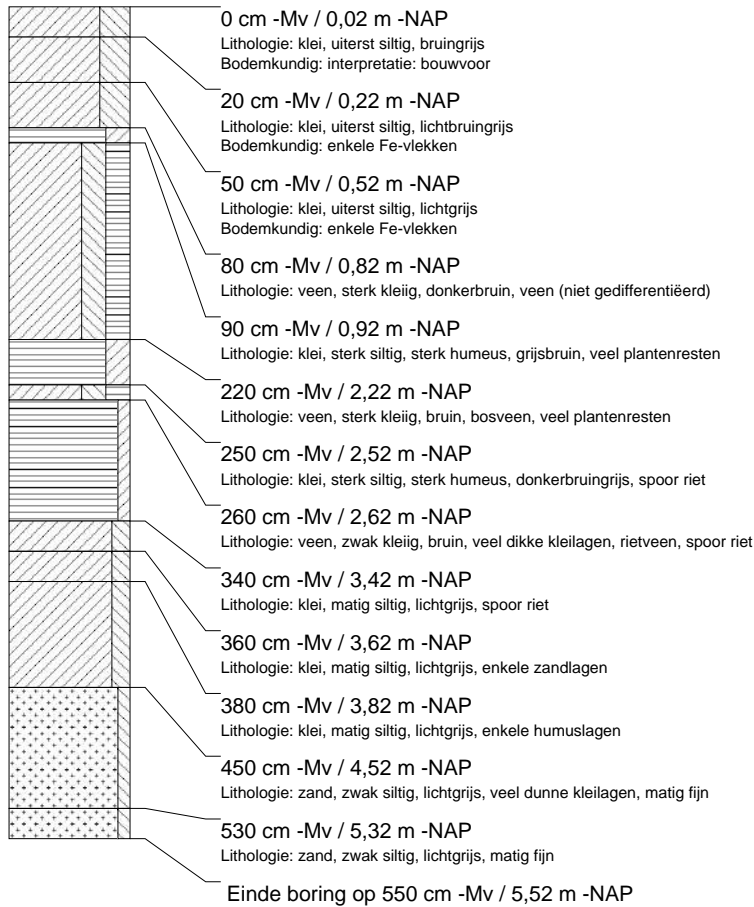 0 cm -Mv / 0,02 m -NAP
Lithologie: klei, uiterst siltig, bruingrijs
Bodemkundig: interpretatie: bouwvoor
20 cm -Mv / 0,22 m -NAP
Lithologie: klei, uiterst siltig, lichtbruingrijs
Bodemkundig: enkele Fe-vlekken
50 cm -Mv / 0,52 m -NAP
Lithologie: klei, uiterst siltig, lichtgrijs
Bodemkundig: enkele Fe-vlekken
80 cm -Mv / 0,82 m -NAP
Lithologie: veen, sterk kleiig, donkerbruin, veen (niet gedifferentiëerd)
90 cm -Mv / 0,92 m -NAP
Lithologie: klei, sterk siltig, sterk humeus, grijsbruin, veel plantenresten
220 cm -Mv / 2,22 m -NAP
Lithologie: veen, sterk kleiig, bruin, bosveen, veel plantenresten
250 cm -Mv / 2,52 m -NAP
Lithologie: klei, sterk siltig, sterk humeus, donkerbruingrijs, spoor riet
260 cm -Mv / 2,62 m -NAP
Lithologie: veen, zwak kleiig, bruin, veel dikke kleilagen, rietveen, spoor riet
340 cm -Mv / 3,42 m -NAP
Lithologie: klei, matig siltig, lichtgrijs, spoor riet
360 cm -Mv / 3,62 m -NAP
Lithologie: klei, matig siltig, lichtgrijs, enkele zandlagen
380 cm -Mv / 3,82 m -NAP
Lithologie: klei, matig siltig, lichtgrijs, enkele humuslagen
450 cm -Mv / 4,52 m -NAP
Lithologie: zand, zwak siltig, lichtgrijs, veel dunne kleilagen, matig fijn
530 cm -Mv / 5,32 m -NAP
Lithologie: zand, zwak siltig, lichtgrijs, matig fijn
Einde boring op 550 cm -Mv / 5,52 m -NAP